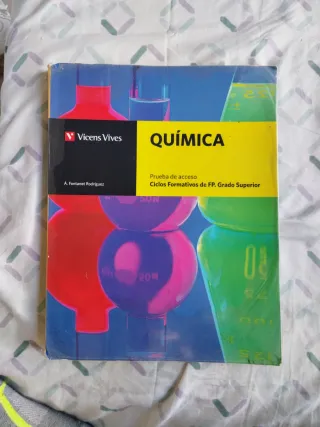 Vicens Vives
QUÍMICA
Prueba de acceso
Ciclos Formativos de FP. Grado Superior
A. Fontanet Rodríguez